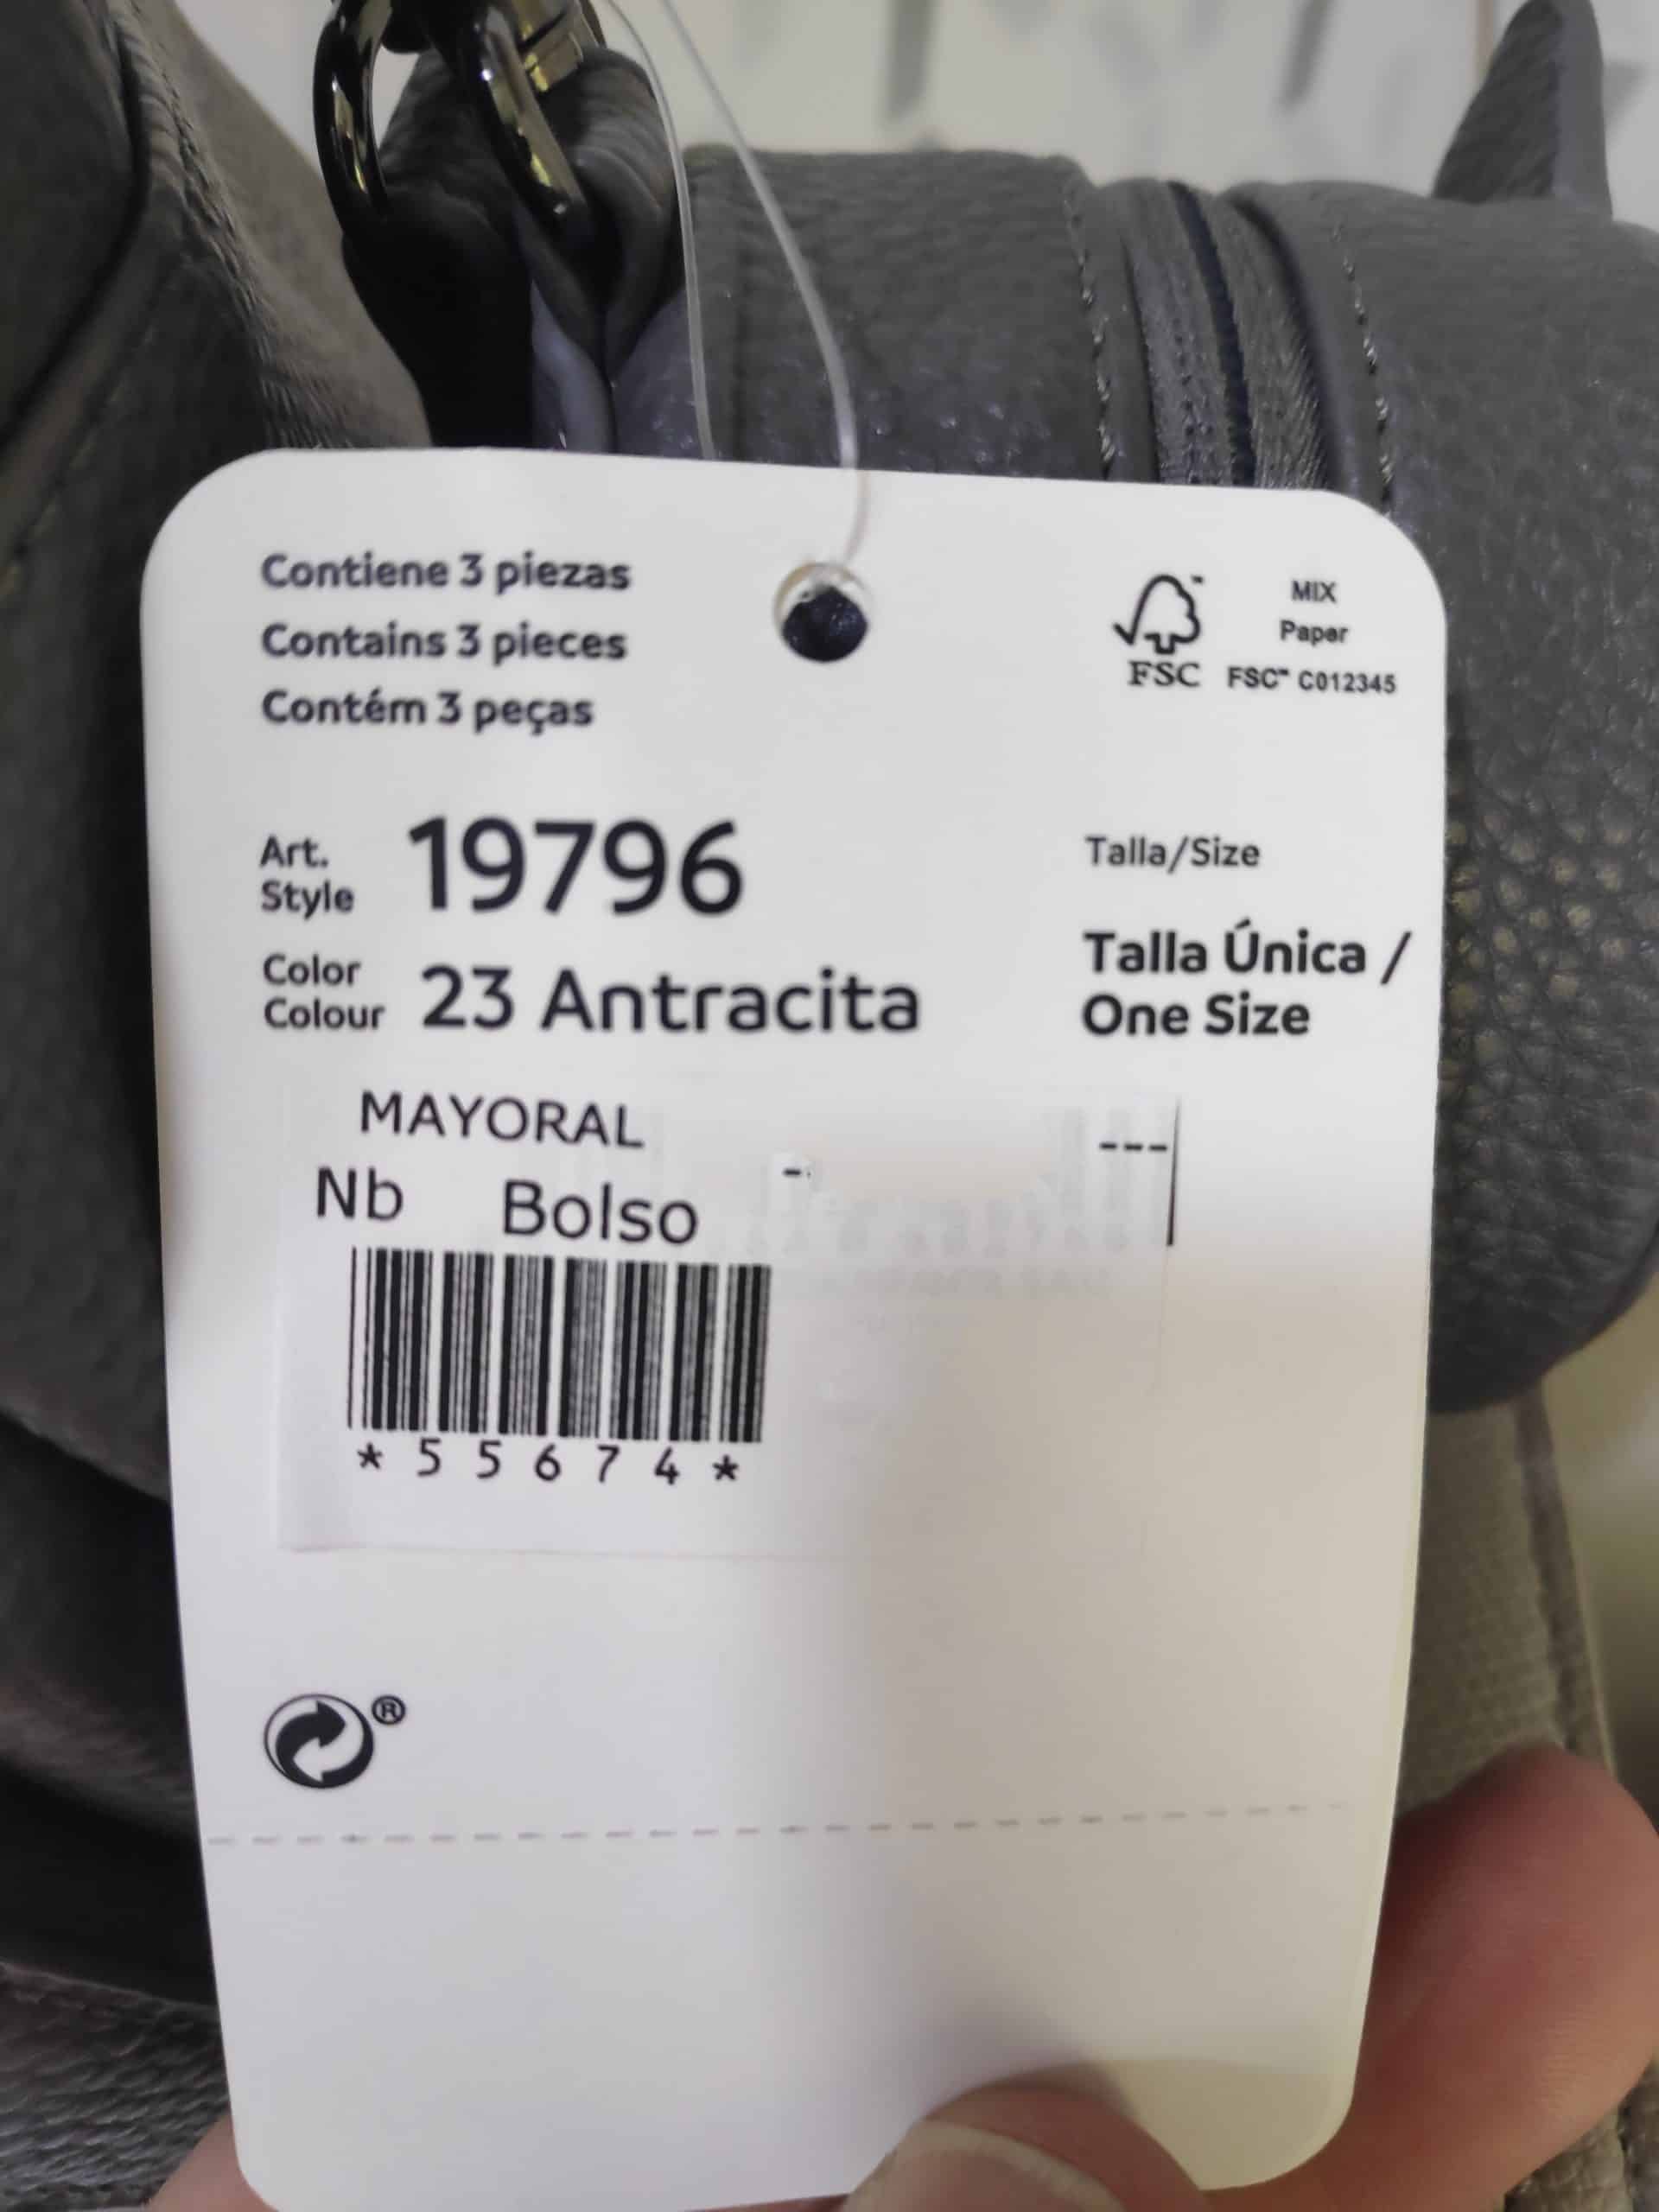 Contiene 3 piezas
Contains 3 pieces
Contém 3 peças
MIX
Paper
FSC FSC™ C012345
Art.
Style 19796
Color
Colour 23 Antracita
Talla/Size
Talla Única /
One Size
MAYORAL
---
Nb Bolso -
*55674*
®